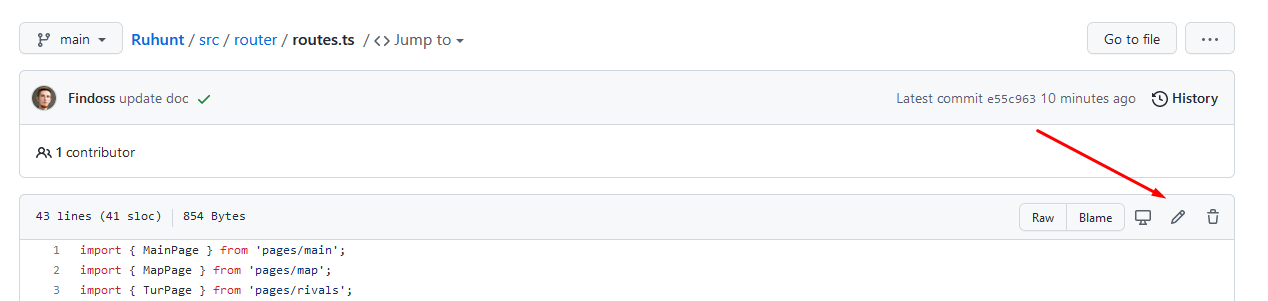 main Ruhunt / src / router / routes.ts / <> Jump to Go to file ...
Findoss update doc Latest commit e55c963 10 minutes ago History
1 contributor
43 lines (41 sloc) 854 Bytes Raw Blame
1 import { MainPage } from 'pages/main';
2 import { MapPage } from 'pages/map';
3 import { TurPage } from 'pages/rivals';